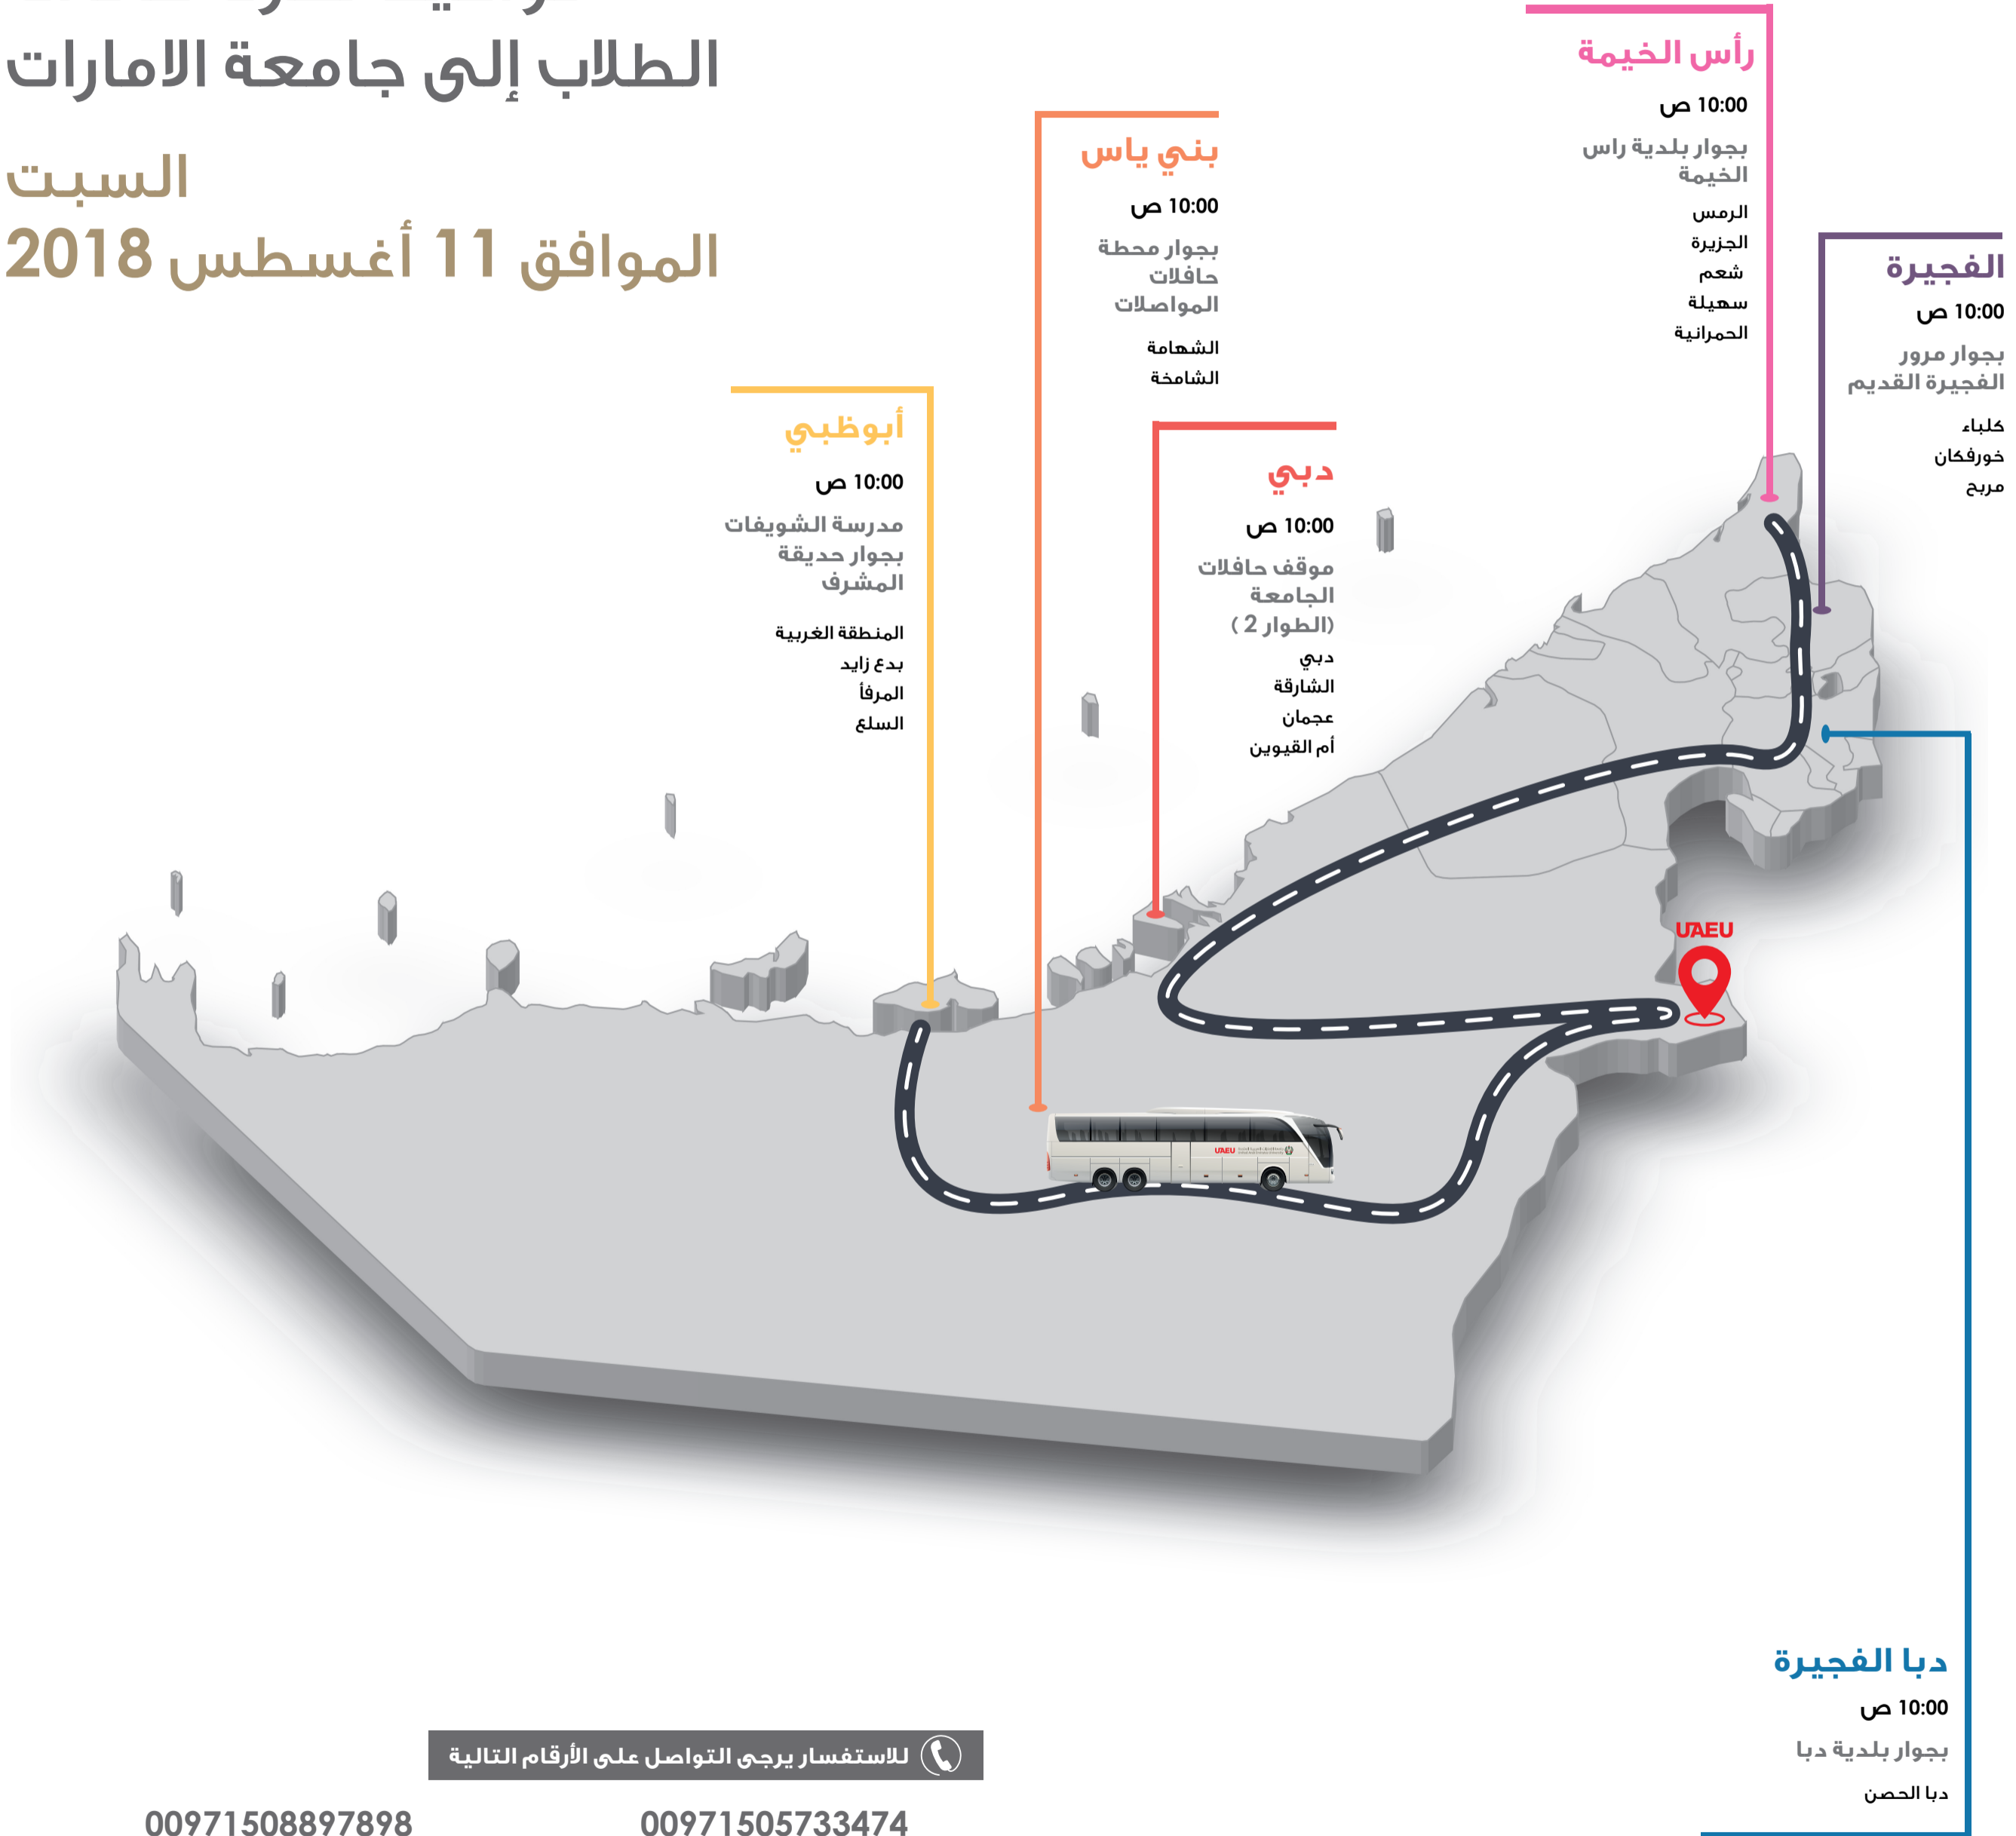 الطلاب إلى جامعة الامارات
السبت
الموافق 11 أغسطس 2018
رأس الخيمة
10:00 ص
بجوار بلدية راس
الخيمة
الرمس
الجزيرة
شعم
سهيلة
الحمرانية
الفجيرة
10:00 ص
بجوار مرور
الفجيرة القديم
كلباء
خورفكان
مربح
بني ياس
10:00 ص
بجوار محطة
حافلات
المواصلات
الشهامة
الشامخة
دبي
10:00 ص
موقف حافلات
الجامعة
(الطوار 2 )
دبي
الشارقة
عجمان
أم القيوين
أبوظبي
10:00 ص
مدرسة الشويفات
بجوار حديقة
المشرف
المنطقة الغربية
بدع زايد
المرفأ
السلع
UAEU
UAEU
دبا الفجيرة
10:00 ص
بجوار بلدية دبا
دبا الحصن
للاستفسار يرجى التواصل على الأرقام التالية
00971505733474
00971508897898